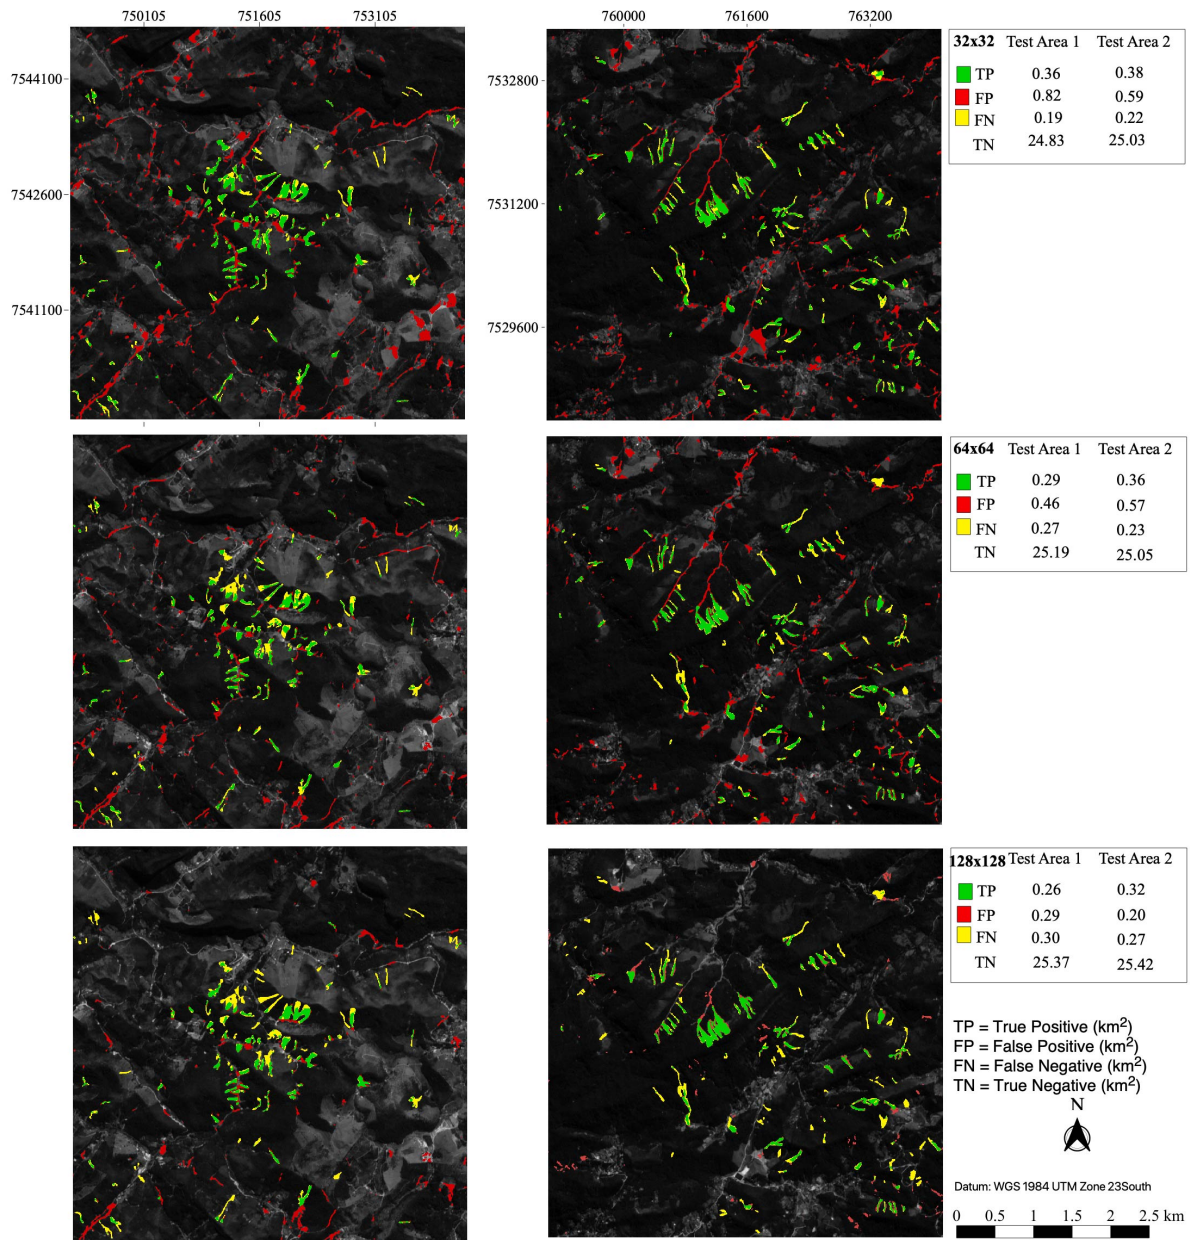 750105 751605 753105
760000 761600 763200
7544100
7542600
7541100
7532800
7531200
7529600
32x32 Test Area 1 Test Area 2
TP 0.36 0.38
FP 0.82 0.59
FN 0.19 0.22
TN 24.83 25.03
64x64 Test Area 1 Test Area 2
TP 0.29 0.36
FP 0.46 0.57
FN 0.27 0.23
TN 25.19 25.05
128x128 Test Area 1 Test Area 2
TP 0.26 0.32
FP 0.29 0.20
FN 0.30 0.27
TN 25.37 25.42
TP = True Positive (km²)
FP = False Positive (km²)
FN = False Negative (km²)
TN = True Negative (km²)
N
Datum: WGS 1984 UTM Zone 23South
0 0.5 1 1.5 2 2.5 km